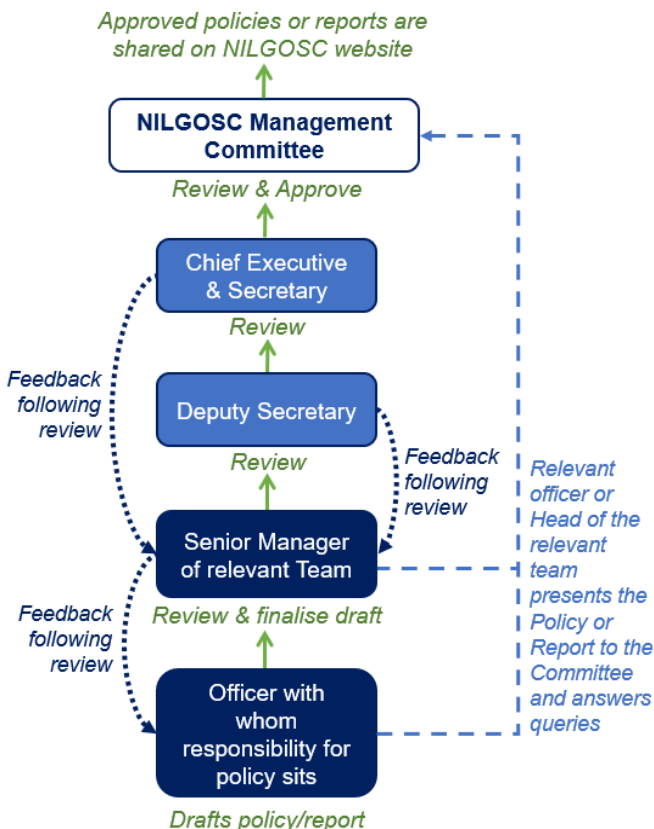 Approved policies or reports are
shared on NILGOSC website
NILGOSC Management
Committee
Review & Approve
Chief Executive
& Secretary
Review
Feedback
following
review
Deputy Secretary
Review
Feedback
following
review
Senior Manager
of relevant Team
Review & finalise draft
Feedback
following
review
Officer with
whom
responsibility for
policy sits
Drafts policy/report
Relevant
officer or
Head of the
relevant
team
presents the
Policy or
Report to the
Committee
and answers
queries